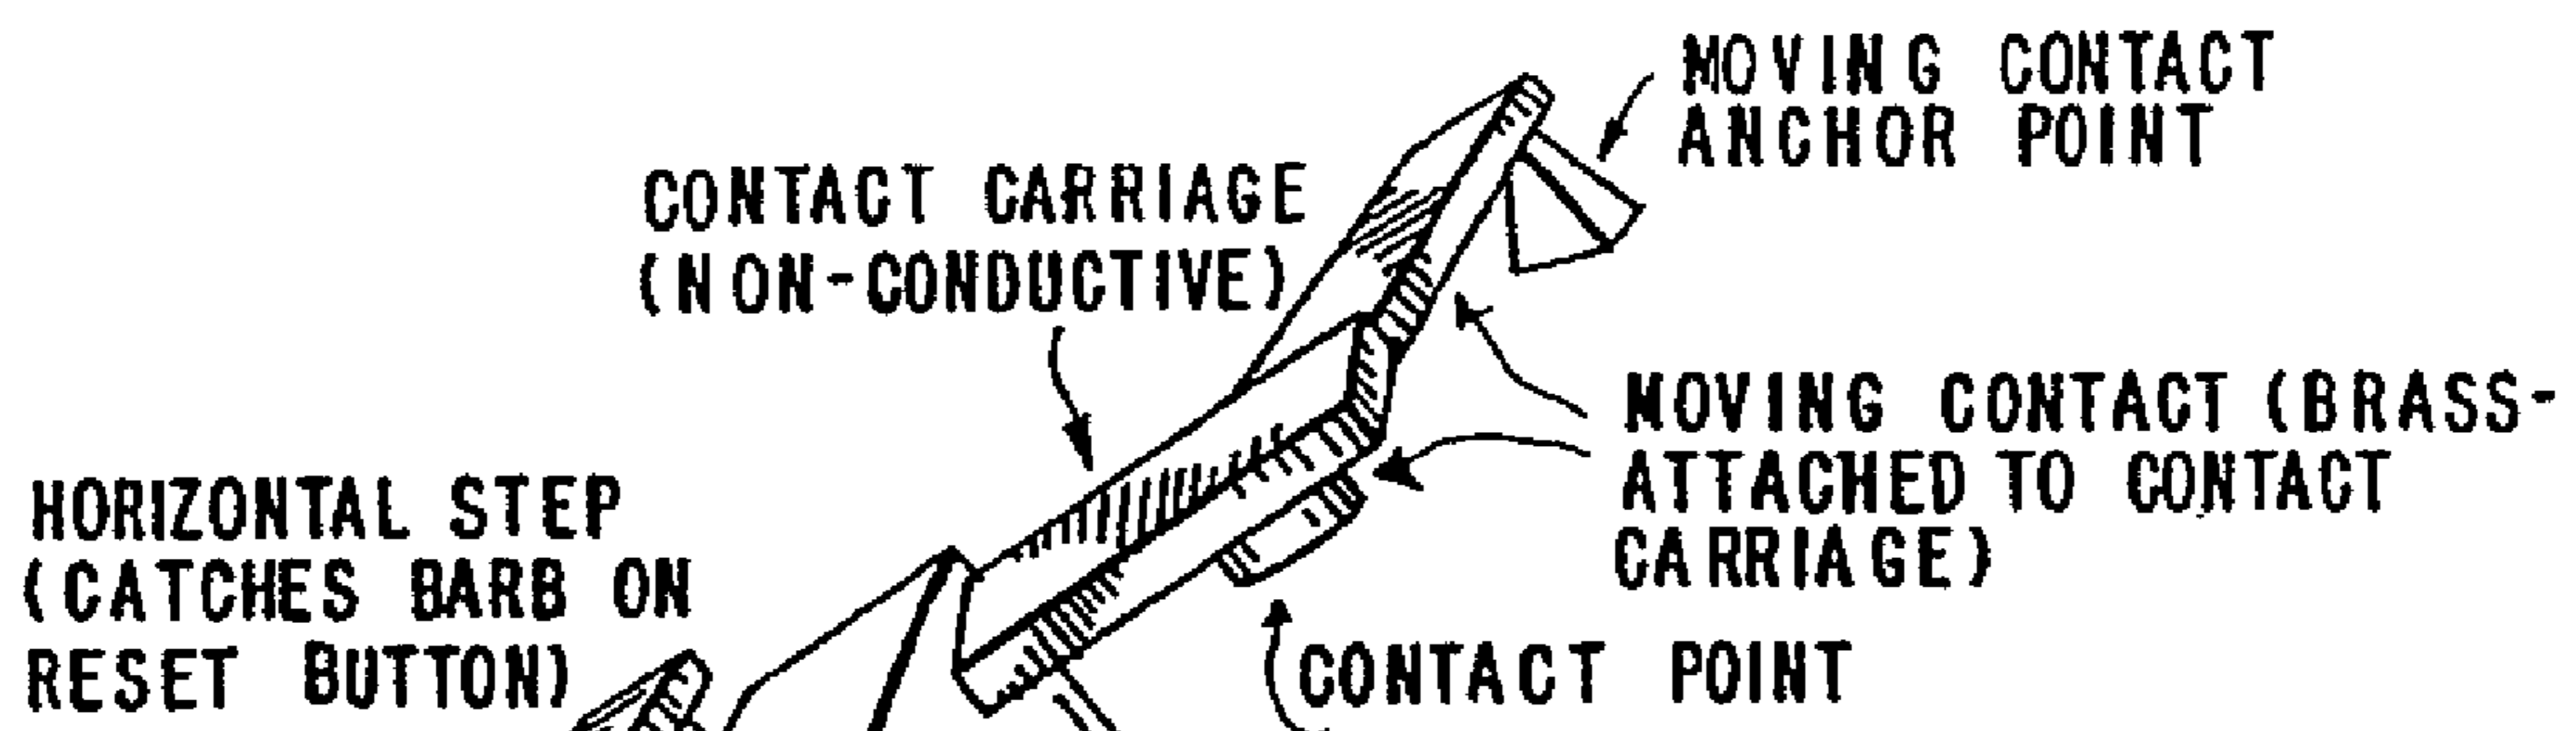 MOVING CONTACT
ANCHOR POINT
CONTACT CARRIAGE
(NON-CONDUCTIVE)
MOVING CONTACT (BRASS-
ATTACHED TO CONTACT
CARRIAGE)
HORIZONTAL STEP
(CATCHES BARB ON
RESET BUTTON)
CONTACT POINT